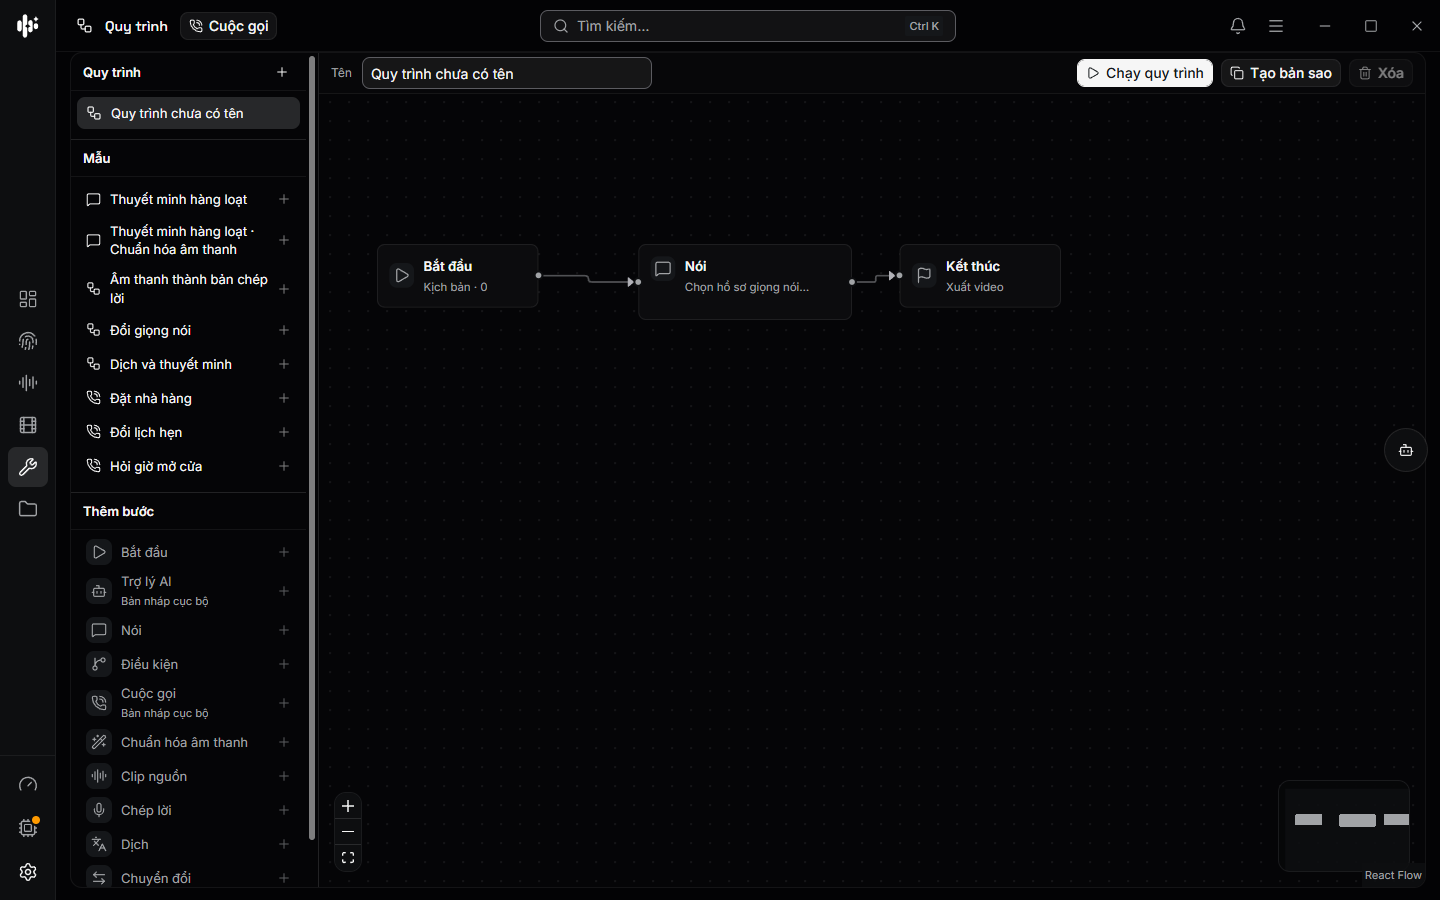 Quy trình
Cuộc gọi
Tìm kiếm...
Ctrl K
Quy trình
Tên
Quy trình chưa có tên
Chạy quy trình
Tạo bản sao
Xóa
Quy trình chưa có tên
Mẫu
Thuyết minh hàng loạt
Thuyết minh hàng loạt ·
Chuẩn hóa âm thanh
Âm thanh thành bản chép
lời
Đổi giọng nói
Dịch và thuyết minh
Đặt nhà hàng
Đổi lịch hẹn
Hỏi giờ mở cửa
Thêm bước
Bắt đầu
Trợ lý AI
Bản nháp cục bộ
Nói
Điều kiện
Cuộc gọi
Bản nháp cục bộ
Chuẩn hóa âm thanh
Clip nguồn
Chép lời
Dịch
Chuyển đổi
Bắt đầu
Kịch bản · 0
Nói
Chọn hồ sơ giọng nói...
Kết thúc
Xuất video
React Flow